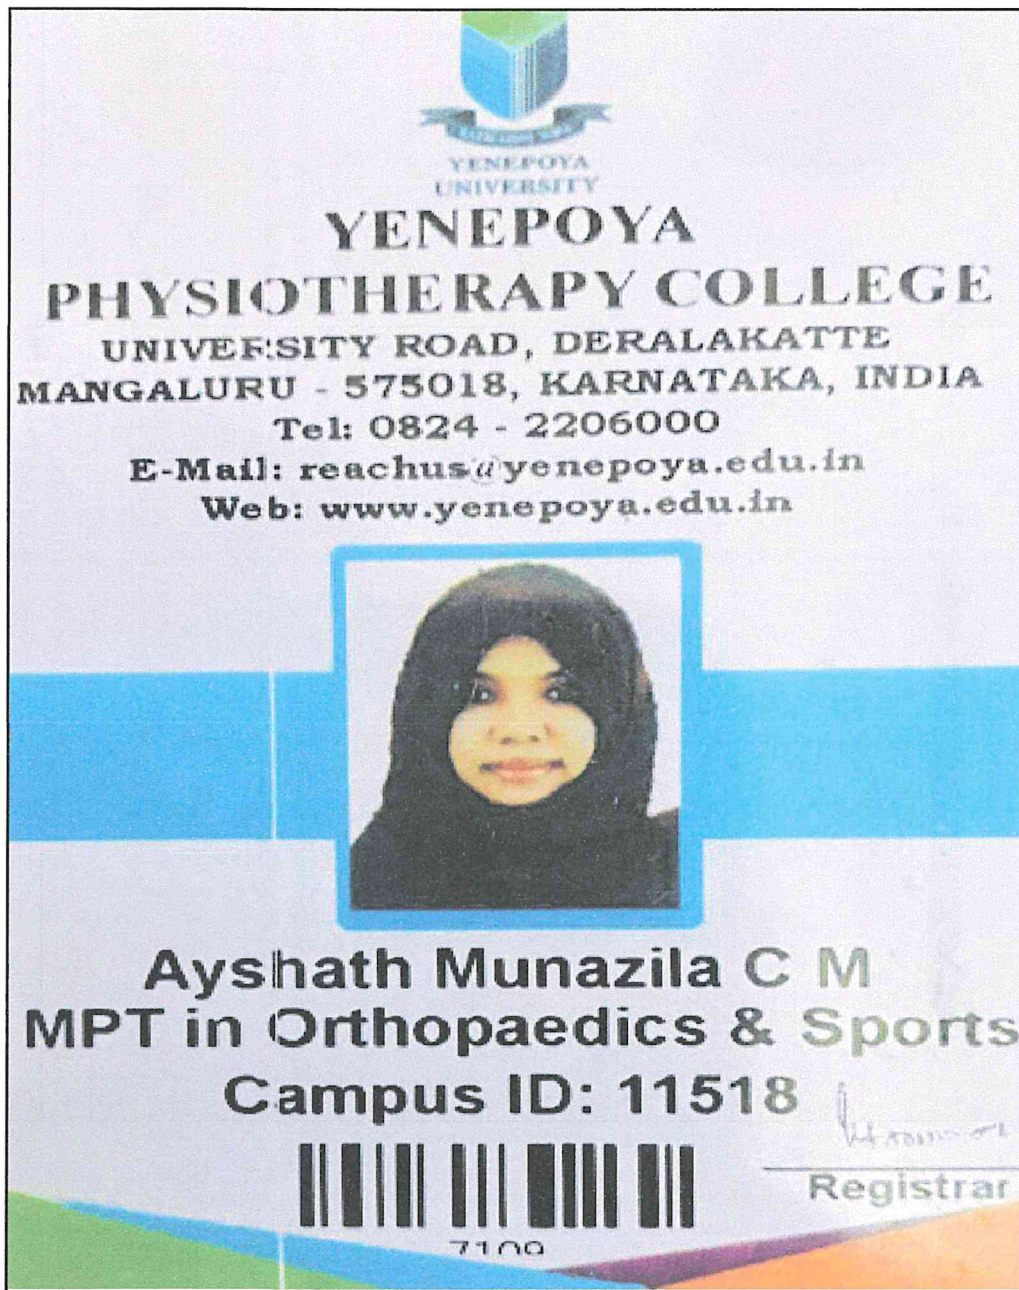 YENEPOYA
UNIVERSITY
YENEPOYA
PHYSIOTHERAPY COLLEGE
UNIVERSITY ROAD, DERALAKATTE
MANGALURU - 575018, KARNATAKA, INDIA
Tel: 0824 - 2206000
E-Mail: reachus@yenepoya.edu.in
Web: www.yenepoya.edu.in
Ayshath Munazila C M
MPT in Orthopaedics & Sports
Campus ID: 11518
Registrar